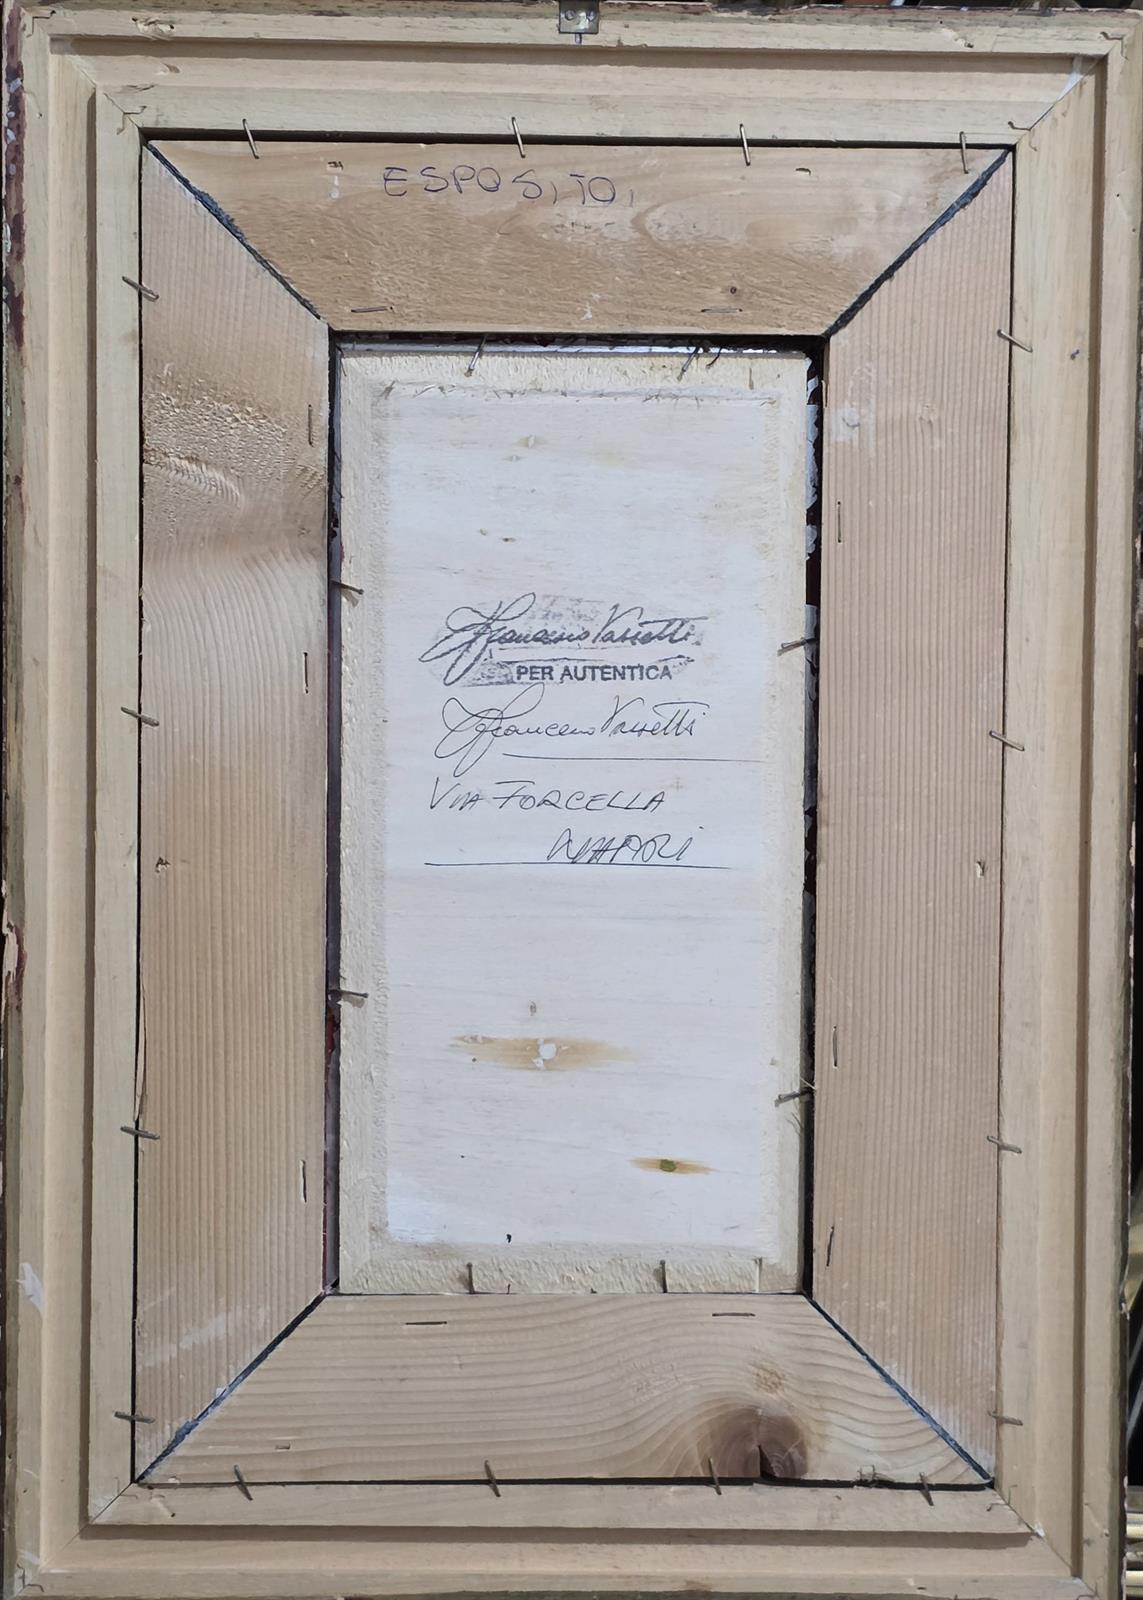 ESPOSITO,
Francesco Vassetti
PER AUTENTICA
Francesco Vassetti
VIA FORCELLA
NAPOLI